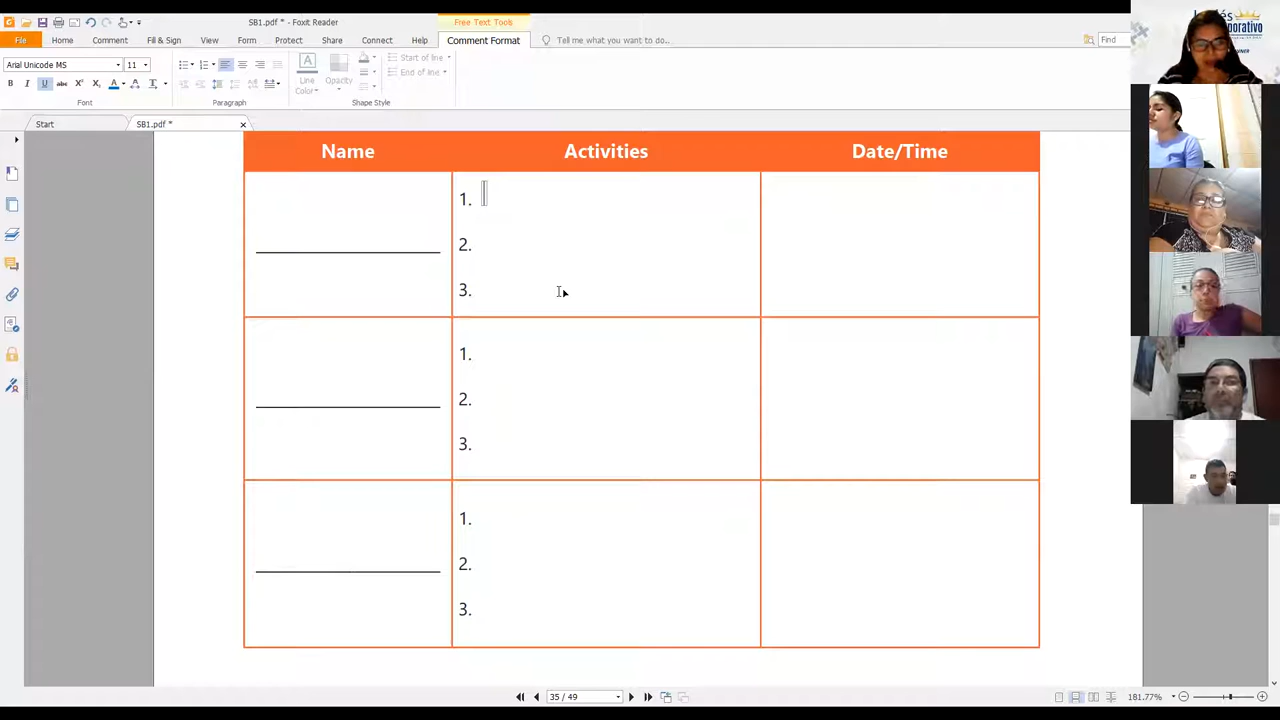 SB1.pdf * - Foxit Reader
Free Text Tools
File Home Comment Fill & Sign View Form Protect Share Connect Help Comment Format Tell me what you want to do... Find
Arial Unicode MS 11
Line Color
Opacity
Start of line
End of line
Font Paragraph Shape Style
Start SB1.pdf *
Name Activities Date/Time
1.
2.
3.
1.
2.
3.
1.
2.
3.
35 / 49 181.77%